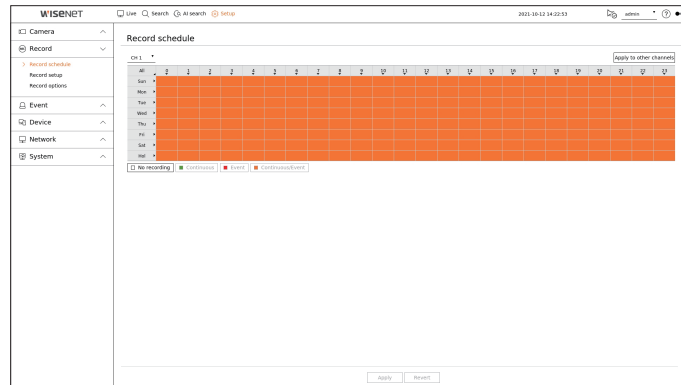 WISENET
Live Search AI search Setup 2021-10-12 14:22:53 admin ?
Camera
Record
> Record schedule
Record setup
Record options
Event
Device
Network
System
Record schedule
CH 1
Apply to other channels
All 0 1 2 3 4 5 6 7 8 9 10 11 12 13 14 15 16 17 18 19 20 21 22 23
Sun
Mon
Tue
Wed
Thu
Fri
Sat
Hol
No recording Continuous Event Continuous/Event
Apply Revert